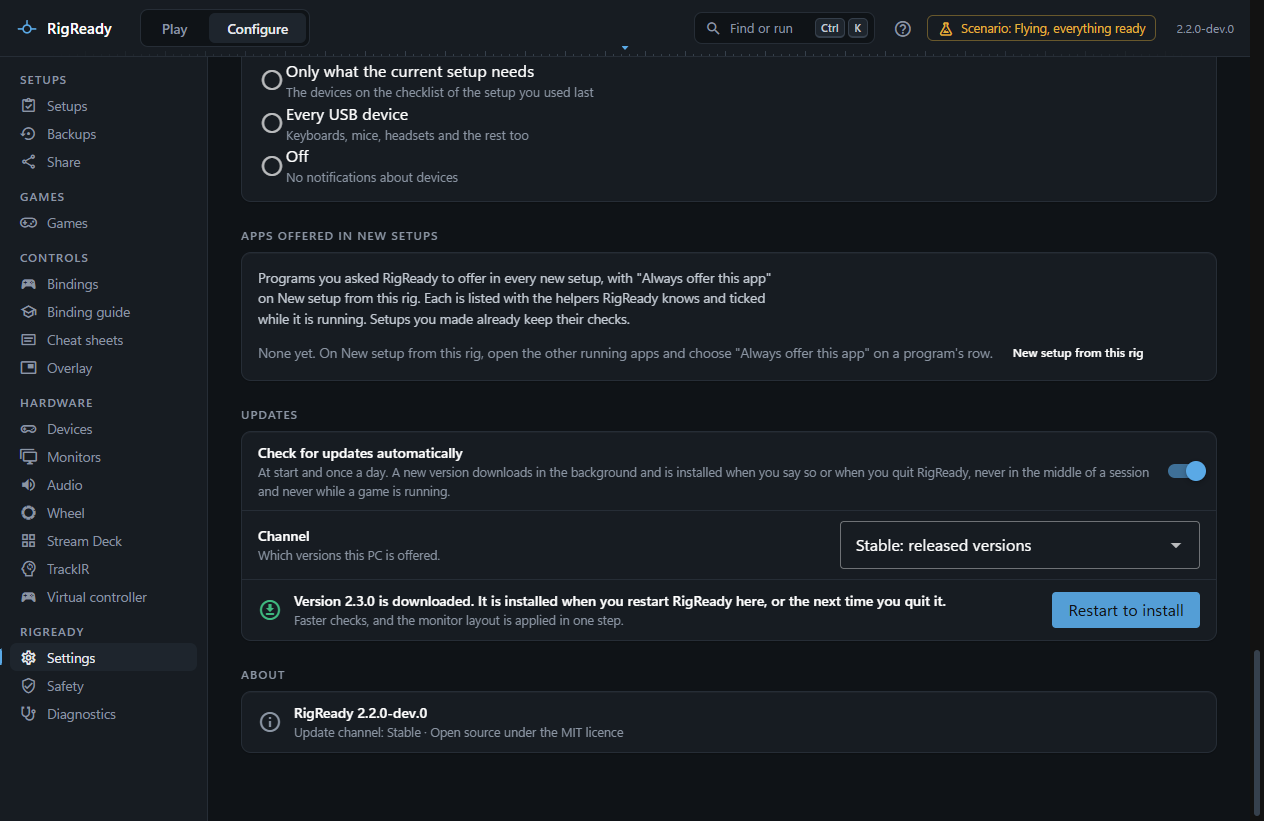 RigReady
Play
Configure
Find or run
Ctrl
K
Scenario: Flying, everything ready
2.2.0-dev.0
SETUPS
Setups
Backups
Share
GAMES
Games
CONTROLS
Bindings
Binding guide
Cheat sheets
Overlay
HARDWARE
Devices
Monitors
Audio
Wheel
Stream Deck
TrackIR
Virtual controller
RIGREADY
Settings
Safety
Diagnostics
Only what the current setup needs
The devices on the checklist of the setup you used last
Every USB device
Keyboards, mice, headsets and the rest too
Off
No notifications about devices
APPS OFFERED IN NEW SETUPS
Programs you asked RigReady to offer in every new setup, with "Always offer this app"
on New setup from this rig. Each is listed with the helpers RigReady knows and ticked
while it is running. Setups you made already keep their checks.
None yet. On New setup from this rig, open the other running apps and choose "Always offer this app" on a program's row.
New setup from this rig
UPDATES
Check for updates automatically
At start and once a day. A new version downloads in the background and is installed when you say so or when you quit RigReady, never in the middle of a session
and never while a game is running.
Channel
Which versions this PC is offered.
Stable: released versions
Version 2.3.0 is downloaded. It is installed when you restart RigReady here, or the next time you quit it.
Faster checks, and the monitor layout is applied in one step.
Restart to install
ABOUT
RigReady 2.2.0-dev.0
Update channel: Stable · Open source under the MIT licence